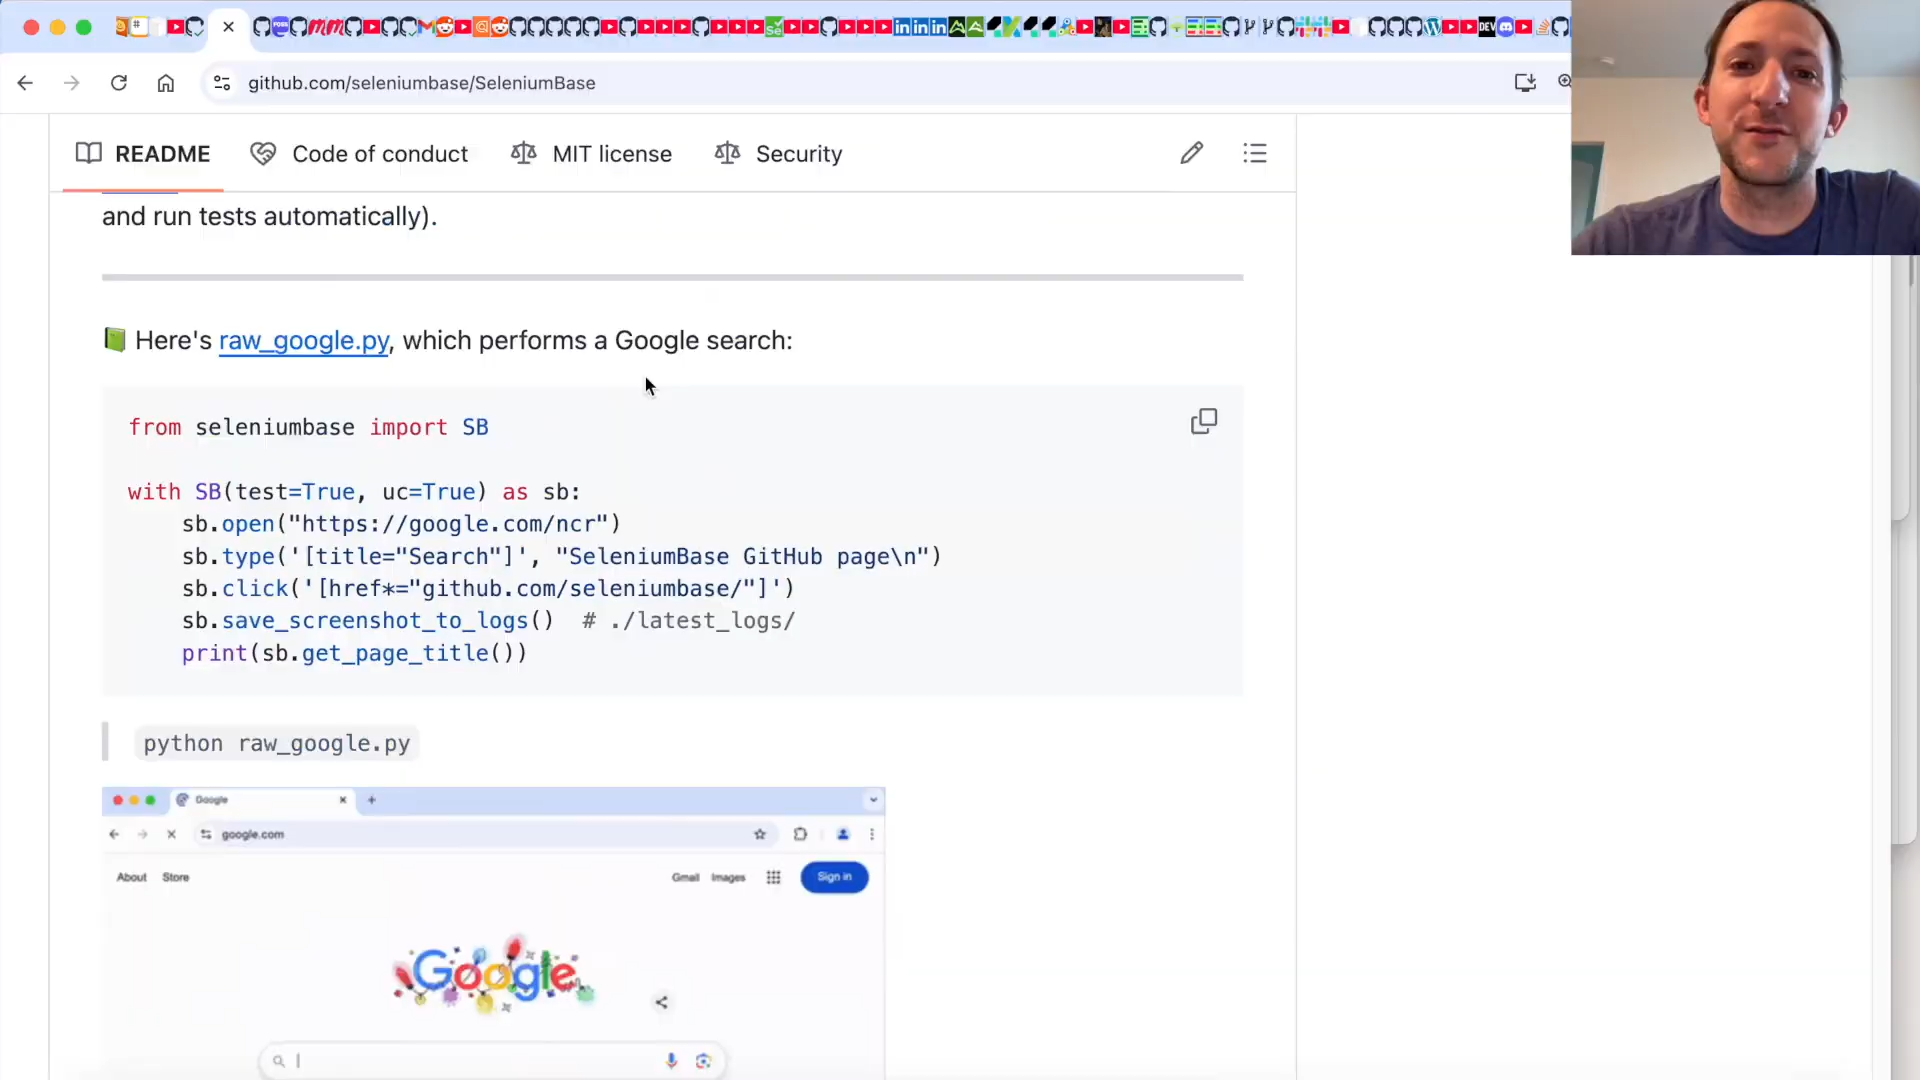 github.com/seleniumbase/SeleniumBase
README
Code of conduct
MIT license
Security
and run tests automatically).
Here's raw_google.py, which performs a Google search:
from seleniumbase import SB
with SB(test=True, uc=True) as sb:
sb.open("https://google.com/ncr")
sb.type('[title="Search"]', "SeleniumBase GitHub page\n")
sb.click('[href*="github.com/seleniumbase/"]')
sb.save_screenshot_to_logs()  # ./latest_logs/
print(sb.get_page_title())
python raw_google.py
Google
google.com
About Store Gmail Images Sign in
Google